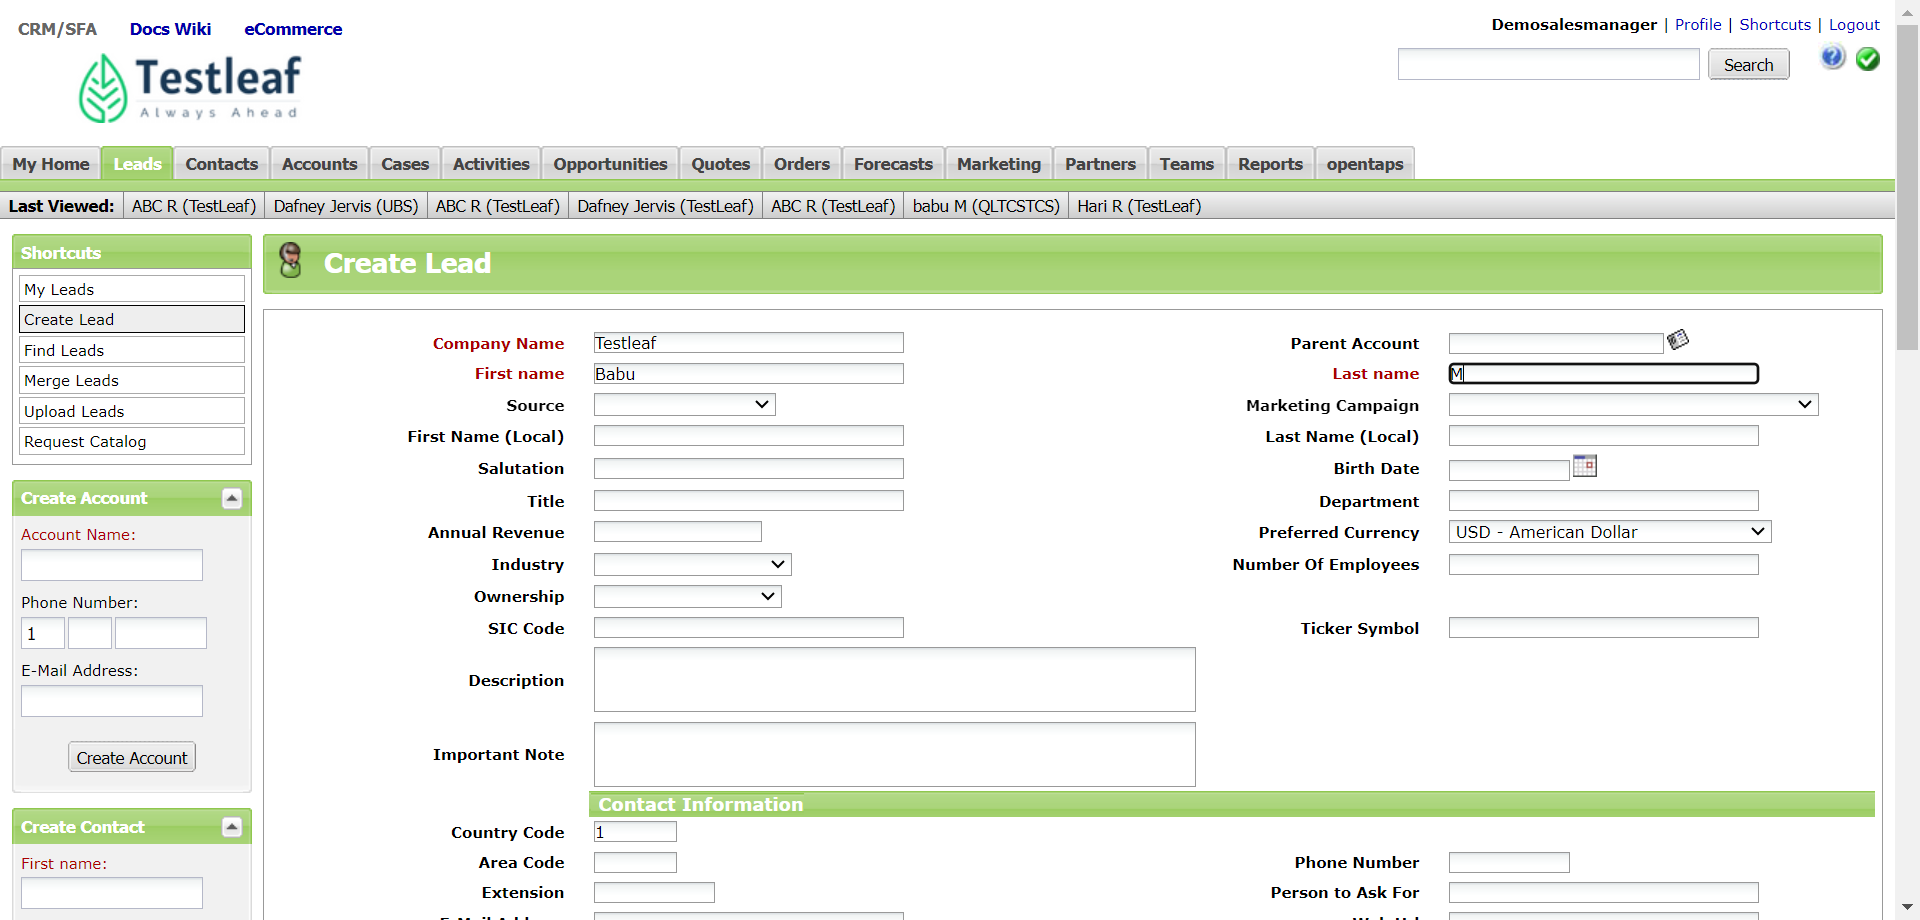 CRM/SFA Docs Wiki eCommerce
Demosalesmanager | Profile | Shortcuts | Logout
Testleaf
Always Ahead
Search
My Home Leads Contacts Accounts Cases Activities Opportunities Quotes Orders Forecasts Marketing Partners Teams Reports opentaps
Last Viewed: ABC R (TestLeaf) Dafney Jervis (UBS) ABC R (TestLeaf) Dafney Jervis (TestLeaf) ABC R (TestLeaf) babu M (QLTCSTCS) Hari R (TestLeaf)
Shortcuts
My Leads
Create Lead
Find Leads
Merge Leads
Upload Leads
Request Catalog
Create Account
Account Name:
Phone Number:
1
E-Mail Address:
Create Account
Create Contact
First name:
Create Lead
Company Name Testleaf Parent Account
First name Babu Last name M
Source Marketing Campaign
First Name (Local) Last Name (Local)
Salutation Birth Date
Title Department
Annual Revenue Preferred Currency USD - American Dollar
Industry Number Of Employees
Ownership
SIC Code Ticker Symbol
Description
Important Note
Contact Information
Country Code 1
Area Code Phone Number
Extension Person to Ask For